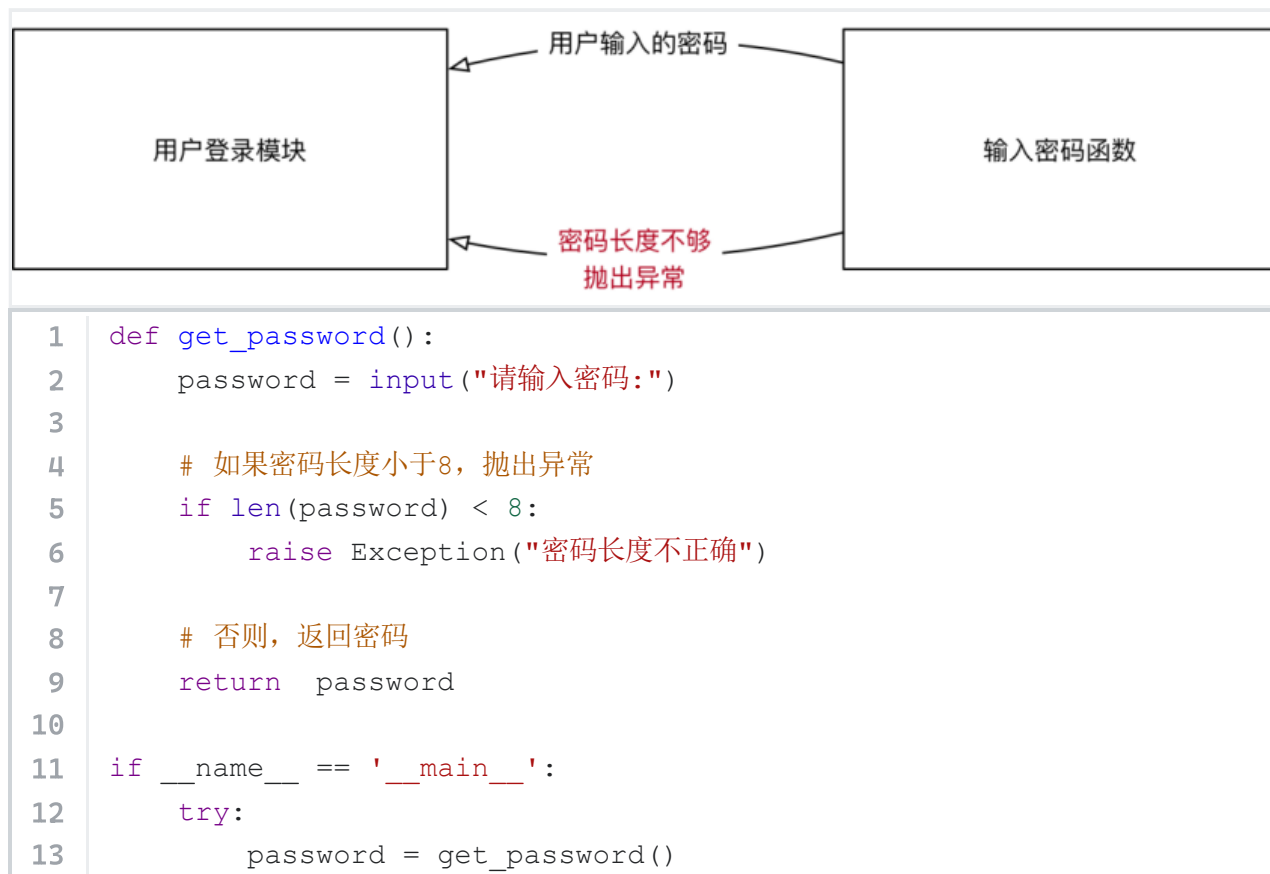 用户输入的密码
用户登录模块
输入密码函数
密码长度不够
抛出异常
1 def get_password():
2     password = input("请输入密码:")
3
4     # 如果密码长度小于8，抛出异常
5     if len(password) < 8:
6         raise Exception("密码长度不正确")
7
8     # 否则，返回密码
9     return  password
10
11 if __name__ == '__main__':
12     try:
13         password = get_password()